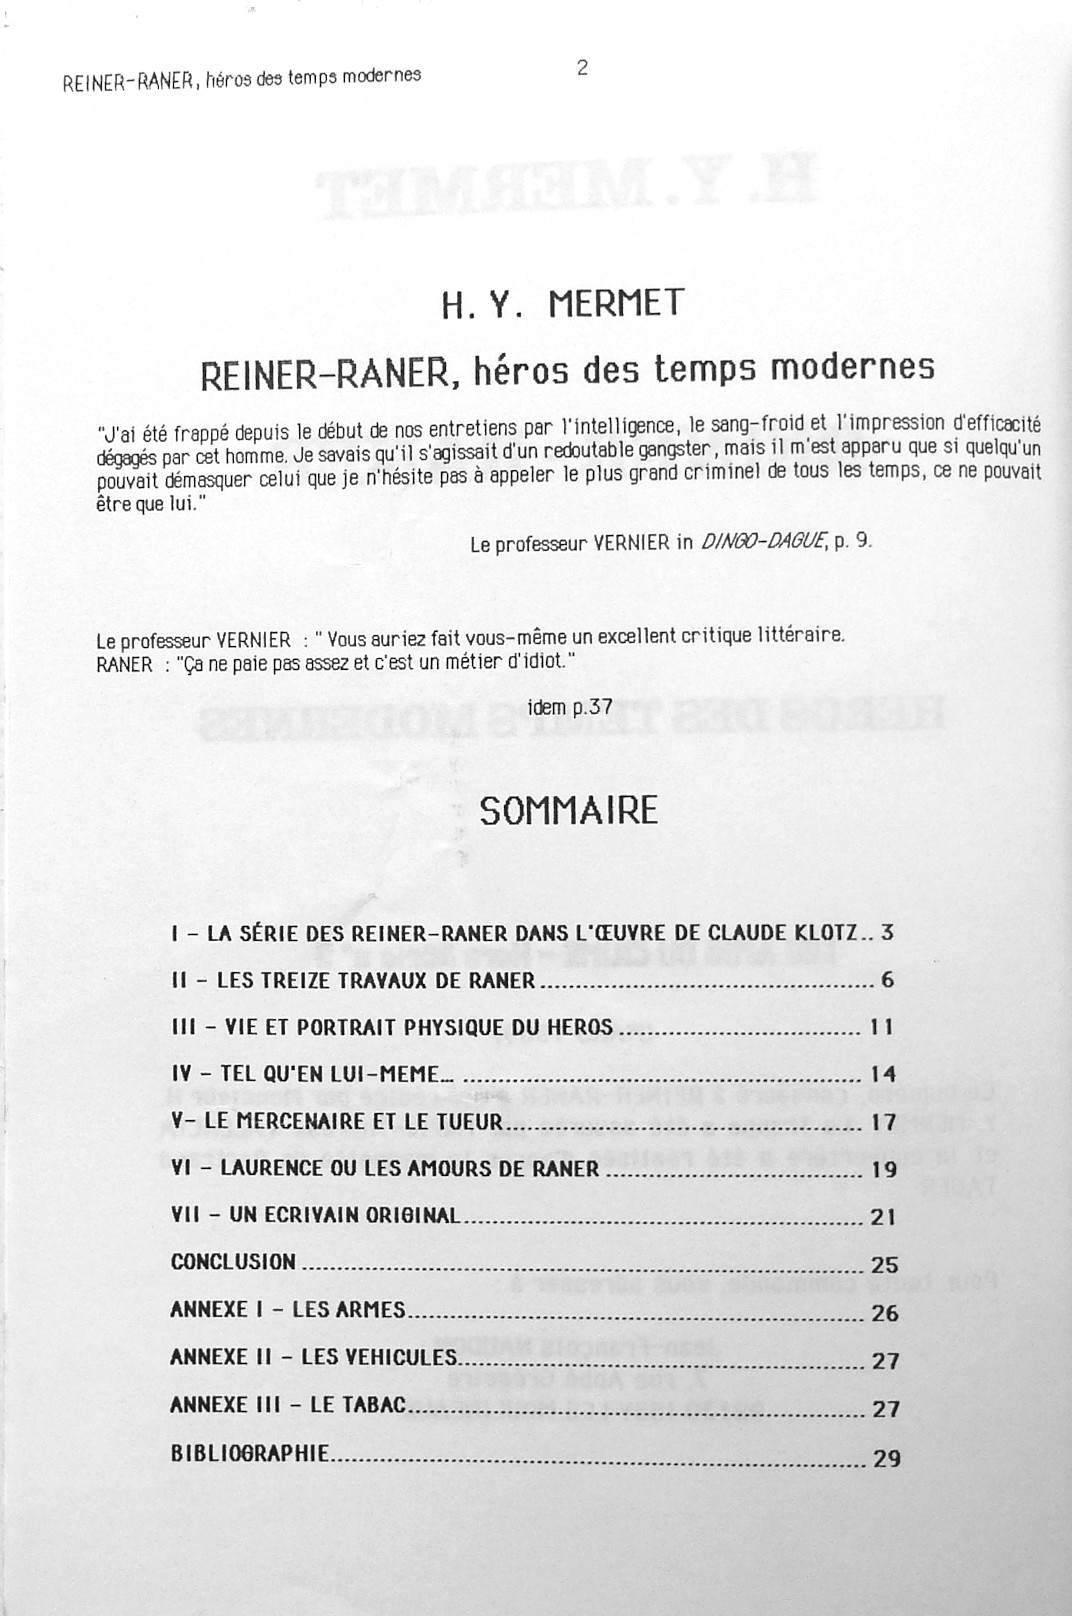 REINER-RANER, héros des temps modernes
2
H. Y. MERMET
REINER-RANER, héros des temps modernes
"J'ai été frappé depuis le début de nos entretiens par l'intelligence, le sang-froid et l'impression d'efficacité
dégagés par cet homme. Je savais qu'il s'agissait d'un redoutable gangster, mais il m'est apparu que si quelqu'un
pouvait démasquer celui que je n'hésite pas à appeler le plus grand criminel de tous les temps, ce ne pouvait
être que lui."
Le professeur VERNIER in DINGO-DAGUE, p. 9.
Le professeur VERNIER : " Vous auriez fait vous-même un excellent critique littéraire.
RANER : "Ça ne paie pas assez et c'est un métier d'idiot."
idem p.37
SOMMAIRE
I - LA SÉRIE DES REINER-RANER DANS L'ŒUVRE DE CLAUDE KLOTZ.. 3
II - LES TREIZE TRAVAUX DE RANER............................................... 6
III - VIE ET PORTRAIT PHYSIQUE DU HEROS.................................. 11
IV - TEL QU'EN LUI-MEME... ........................................................ 14
V- LE MERCENAIRE ET LE TUEUR.................................................. 17
VI - LAURENCE OU LES AMOURS DE RANER.................................... 19
VII - UN ECRIVAIN ORIGINAL........................................................ 21
CONCLUSION............................................................................... 25
ANNEXE I - LES ARMES................................................................ 26
ANNEXE II - LES VEHICULES......................................................... 27
ANNEXE III - LE TABAC................................................................ 27
BIBLIOGRAPHIE........................................................................... 29